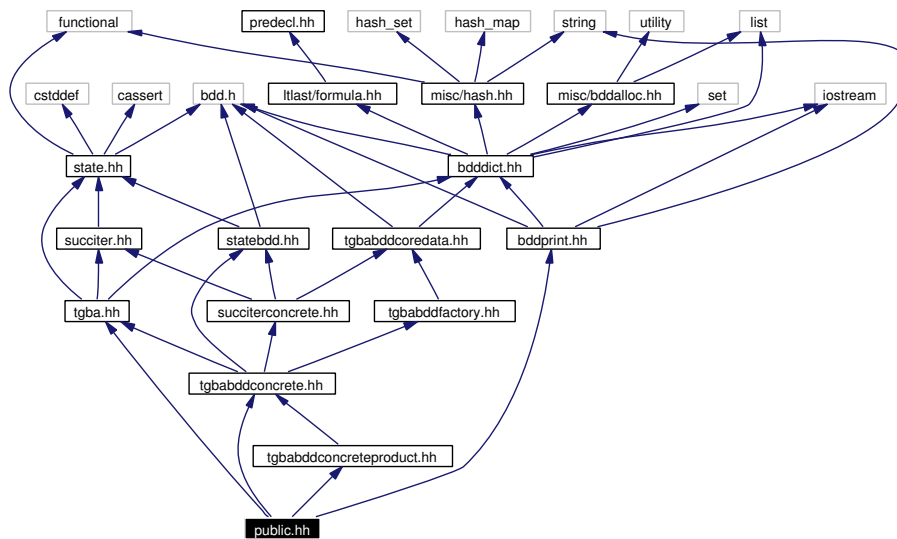 functional
predecl.hh
hash_set
hash_map
string
utility
list
cstddef
cassert
bdd.h
ltlast/formula.hh
misc/hash.hh
misc/bddalloc.hh
set
iostream
state.hh
bdddict.hh
succiter.hh
statebdd.hh
tgbabddcoredata.hh
bddprint.hh
tgba.hh
succiterconcrete.hh
tgbabddfactory.hh
tgbabddconcrete.hh
tgbabddconcreteproduct.hh
public.hh